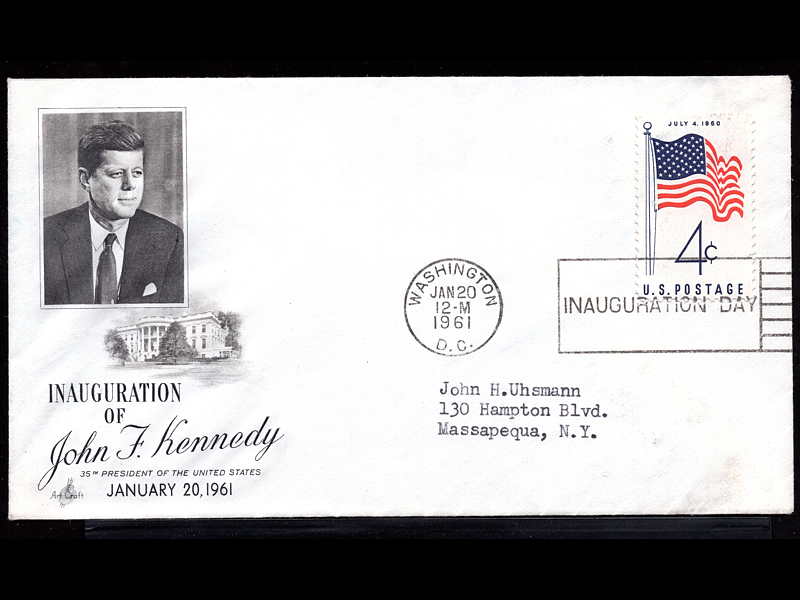 JULY 4, 1960
4¢
U.S. POSTAGE
WASHINGTON
JAN 20
12-M
1961
D.C.
INAUGURATION DAY
John H.Uhsmann
130 Hampton Blvd.
Massapequa, N.Y.
INAUGURATION
OF
John F. Kennedy
35TH PRESIDENT OF THE UNITED STATES
JANUARY 20, 1961
Art Craft